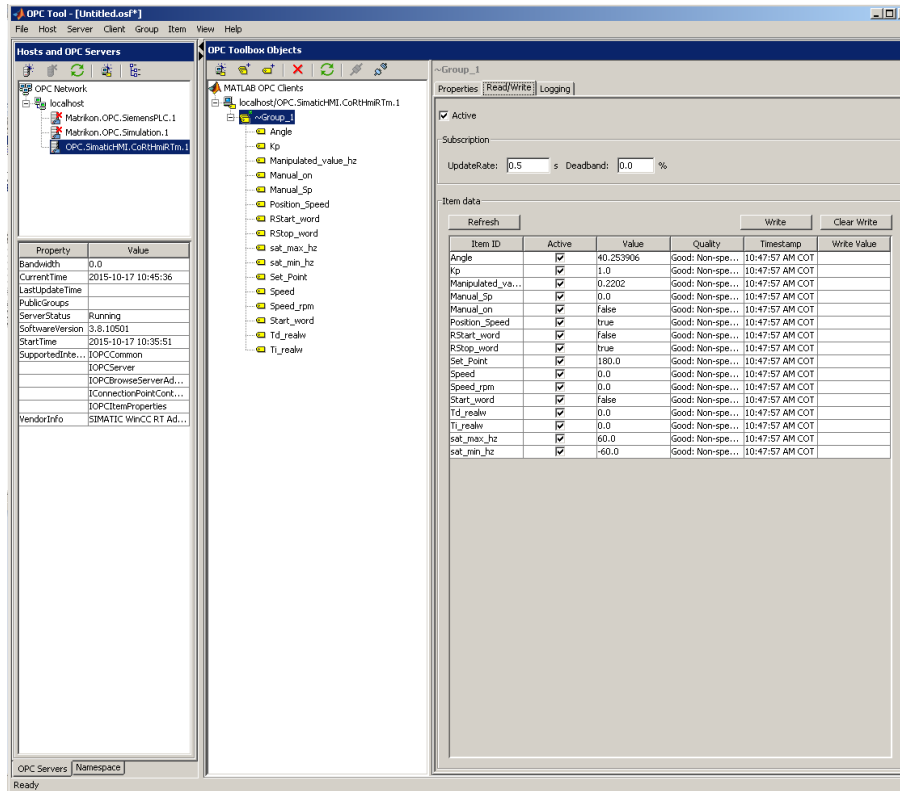 OPC Tool - [Untitled.osf*]
File Host Server Client Group Item View Help
Hosts and OPC Servers
OPC Network
localhost
Matrikon.OPC.SiemensPLC.1
Matrikon.OPC.Simulation.1
OPC.SimaticHMI.CoRtHmiRTm.1
Property Value
Bandwidth 0.0
CurrentTime 2015-10-17 10:45:36
LastUpdateTime
PublicGroups
ServerStatus Running
SoftwareVersion 3.8.10501
StartTime 2015-10-17 10:35:51
SupportedInte... IOPCCommon
IOPCServer
IOPCBrowseServerAd...
IConnectionPointCont...
IOPCItemProperties
VendorInfo SIMATIC WinCC RT Ad...
OPC Servers Namespace
Ready
OPC Toolbox Objects
MATLAB OPC Clients
localhost/OPC.SimaticHMI.CoRtHmiRTm.1
~Group_1
Angle
Kp
Manipulated_value_hz
Manual_on
Manual_Sp
Position_Speed
RStart_word
RStop_word
sat_max_hz
sat_min_hz
Set_Point
Speed
Speed_rpm
Start_word
Td_realw
Ti_realw
~Group_1
Properties Read/Write Logging
Active
Subscription
UpdateRate: 0.5 s Deadband: 0.0 %
Item data
Refresh Write Clear Write
Item ID Active Value Quality Timestamp Write Value
Angle 40.253906 Good: Non-spe... 10:47:57 AM COT
Kp 1.0 Good: Non-spe... 10:47:57 AM COT
Manipulated_va... 0.2202 Good: Non-spe... 10:47:57 AM COT
Manual_Sp 0.0 Good: Non-spe... 10:47:57 AM COT
Manual_on false Good: Non-spe... 10:47:57 AM COT
Position_Speed true Good: Non-spe... 10:47:57 AM COT
RStart_word false Good: Non-spe... 10:47:57 AM COT
RStop_word true Good: Non-spe... 10:47:57 AM COT
Set_Point 180.0 Good: Non-spe... 10:47:57 AM COT
Speed 0.0 Good: Non-spe... 10:47:57 AM COT
Speed_rpm 0.0 Good: Non-spe... 10:47:57 AM COT
Start_word false Good: Non-spe... 10:47:57 AM COT
Td_realw 0.0 Good: Non-spe... 10:47:57 AM COT
Ti_realw 0.0 Good: Non-spe... 10:47:57 AM COT
sat_max_hz 60.0 Good: Non-spe... 10:47:57 AM COT
sat_min_hz -60.0 Good: Non-spe... 10:47:57 AM COT